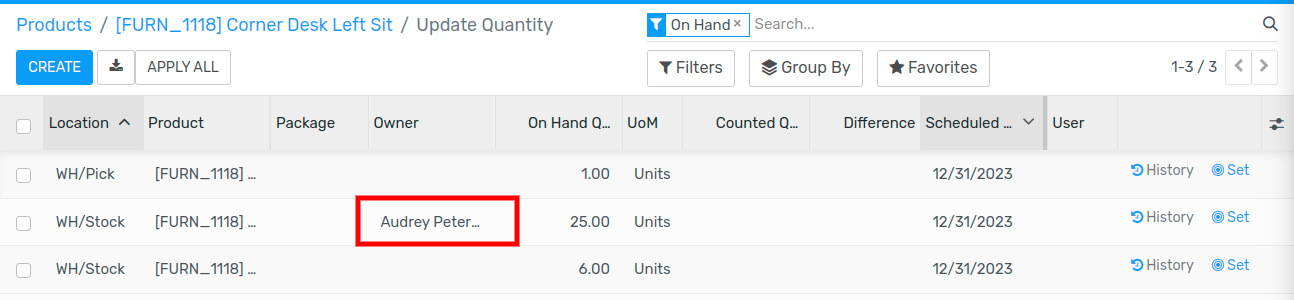 Products / [FURN_1118] Corner Desk Left Sit / Update Quantity On Hand × Search...
CREATE APPLY ALL Filters Group By Favorites 1-3 / 3
Location Product Package Owner On Hand Q... UoM Counted Q... Difference Scheduled ... User
WH/Pick [FURN_1118] ... 1.00 Units 12/31/2023 History Set
WH/Stock [FURN_1118] ... Audrey Peter... 25.00 Units 12/31/2023 History Set
WH/Stock [FURN_1118] ... 6.00 Units 12/31/2023 History Set